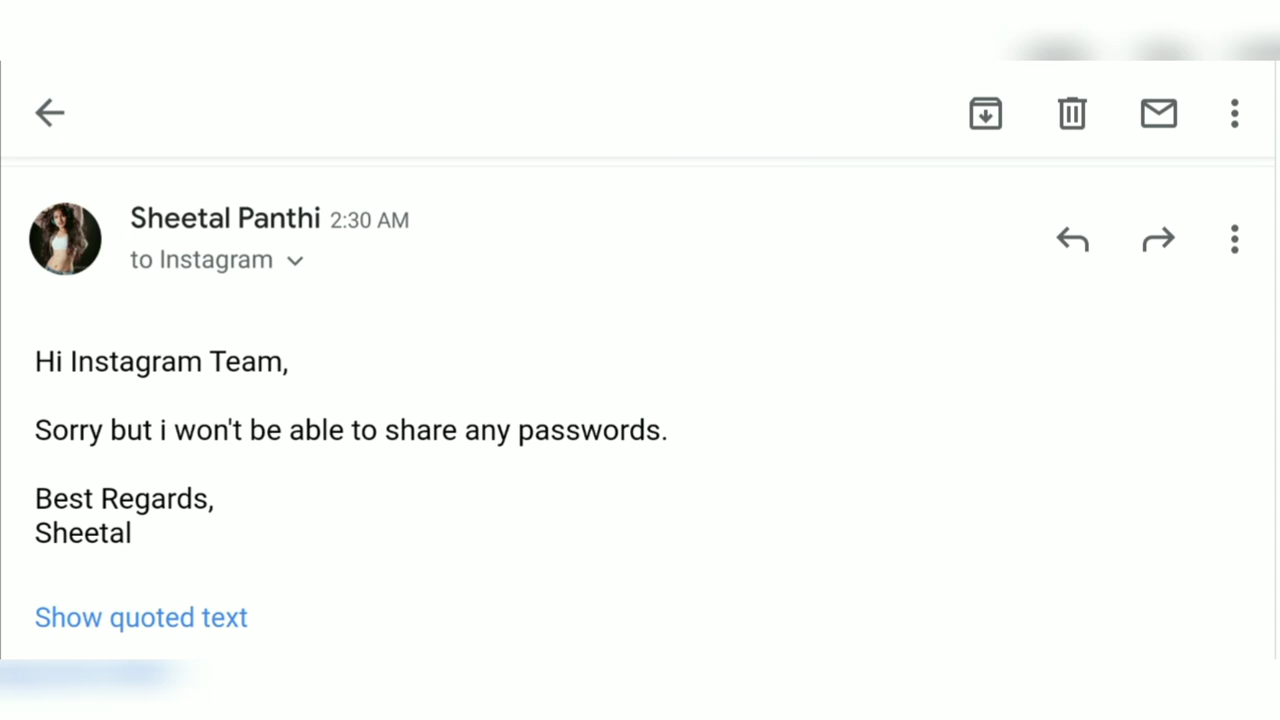 Sheetal Panthi 2:30 AM
to Instagram
Hi Instagram Team,
Sorry but i won't be able to share any passwords.
Best Regards,
Sheetal
Show quoted text